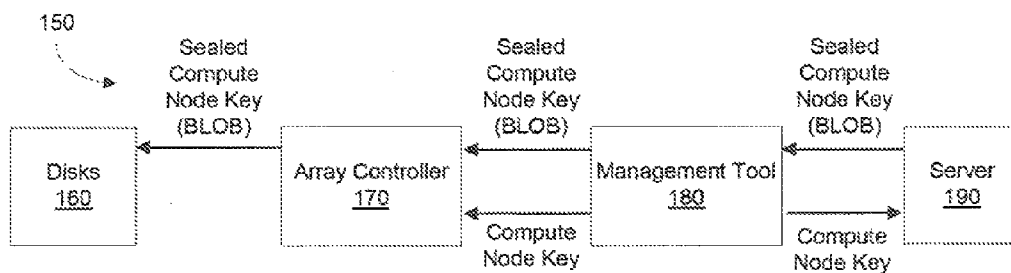 150
Sealed
Compute
Node Key
(BLOB)
Sealed
Compute
Node Key
(BLOB)
Sealed
Compute
Node Key
(BLOB)
Disks
160
Array Controller
170
Management Tool
180
Server
190
Compute
Node Key
Compute
Node Key